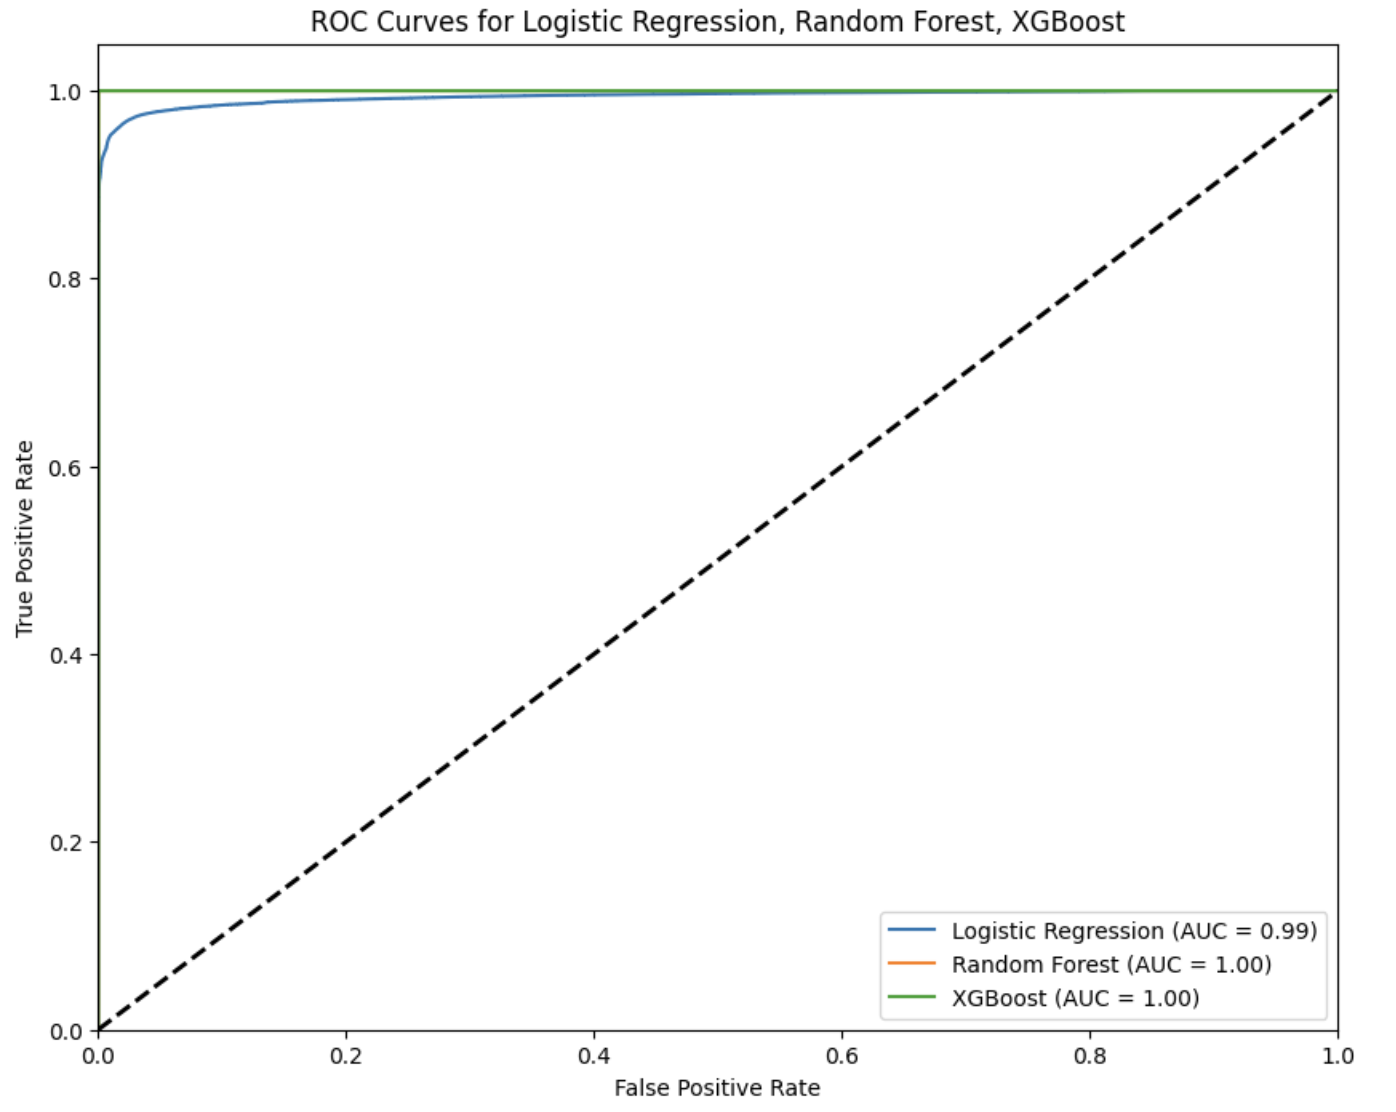 ROC Curves for Logistic Regression, Random Forest, XGBoost
True Positive Rate
1.0
0.8
0.6
0.4
0.2
0.0
Logistic Regression (AUC = 0.99)
Random Forest (AUC = 1.00)
XGBoost (AUC = 1.00)
0.0 0.2 0.4 0.6 0.8 1.0
False Positive Rate